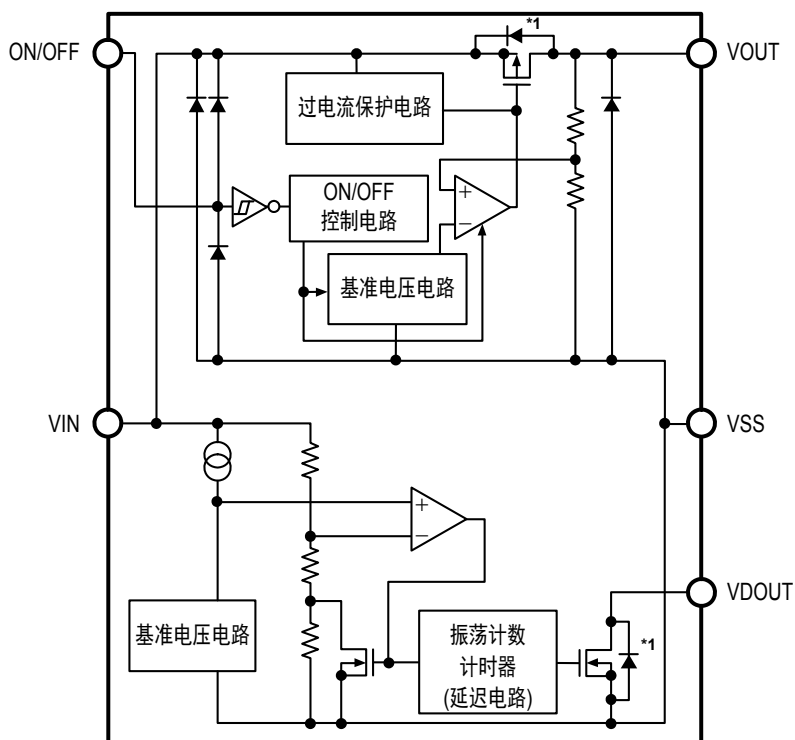 *1
ON/OFF
VOUT
过电流保护电路
+
−
ON/OFF
控制电路
基准电压电路
VIN
VSS
+
−
VDOUT
基准电压电路
振荡计数
计时器
(延迟电路)
*1